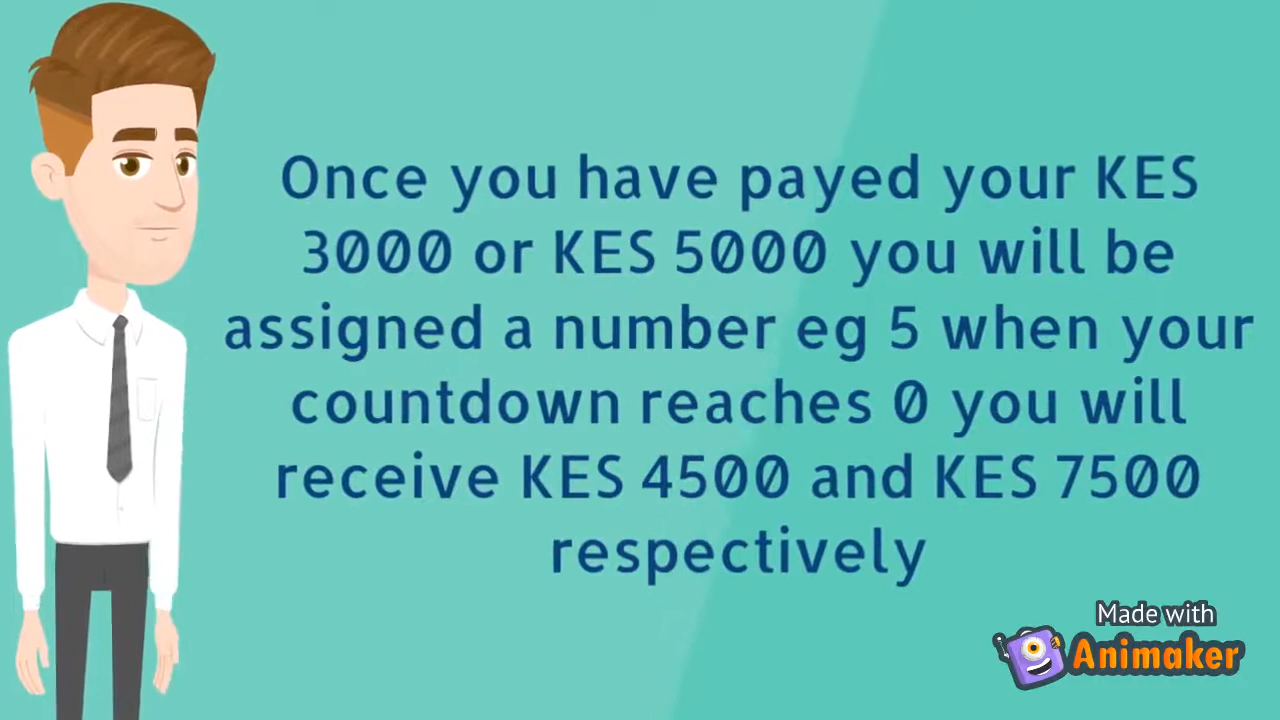 Once you have payed your KES
3000 or KES 5000 you will be
assigned a number eg 5 when your
countdown reaches 0 you will
receive KES 4500 and KES 7500
respectively
Made with
Animaker